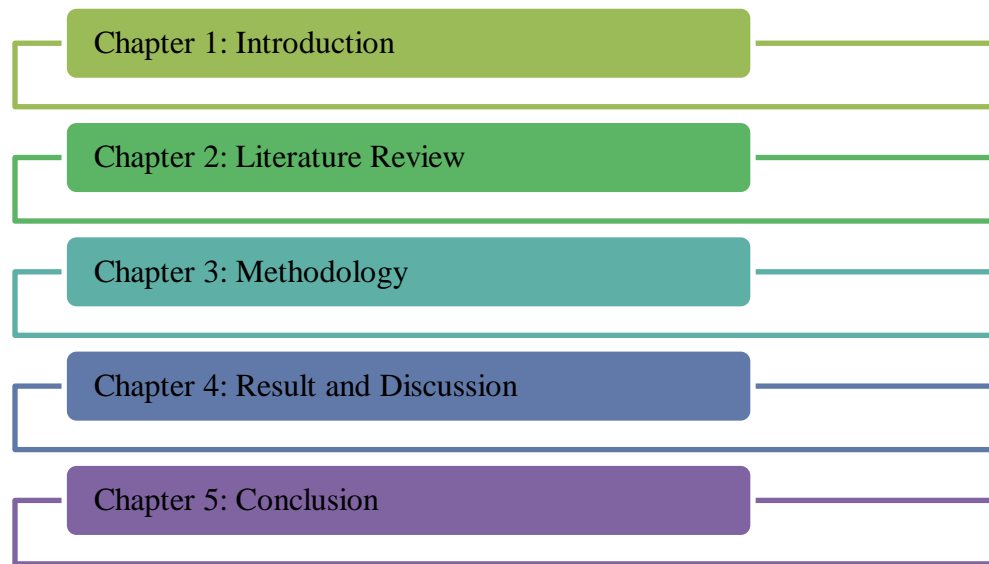 Chapter 1: Introduction
Chapter 2: Literature Review
Chapter 3: Methodology
Chapter 4: Result and Discussion
Chapter 5: Conclusion